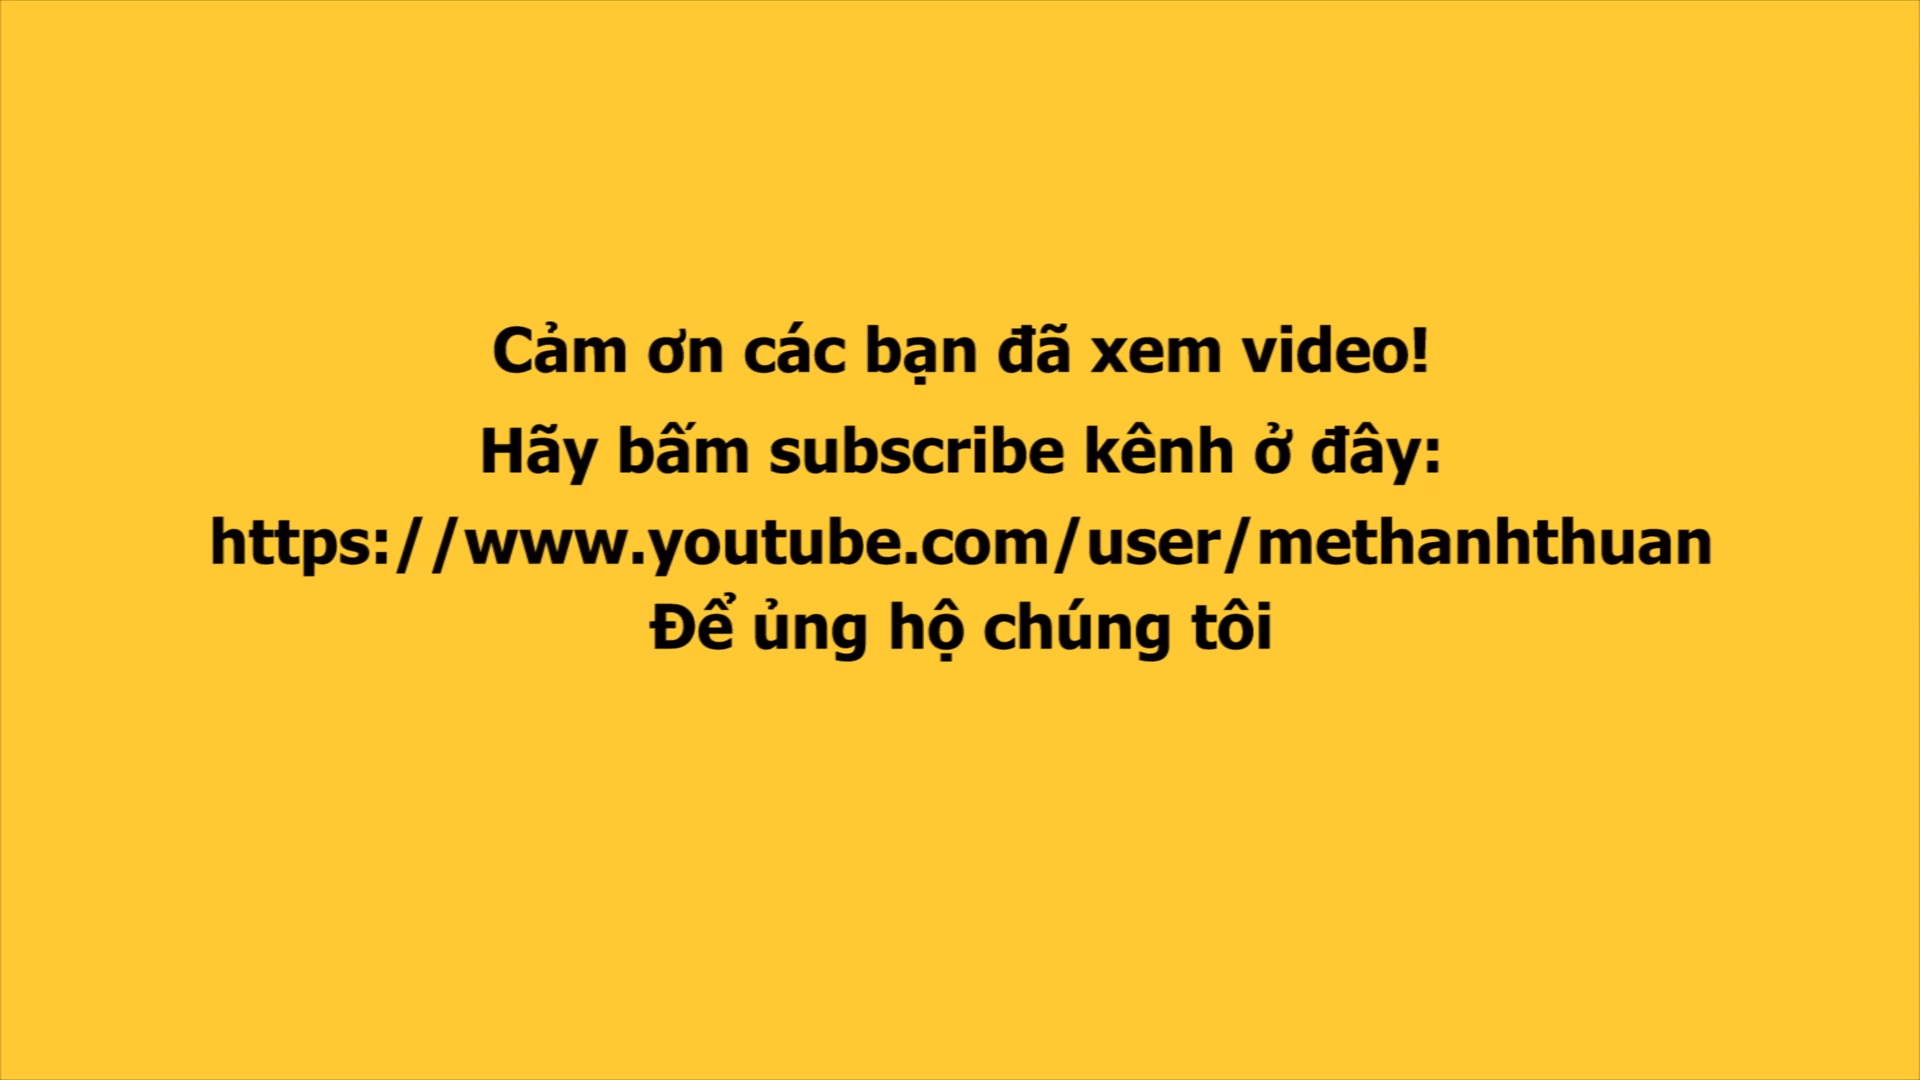 Cảm ơn các bạn đã xem video!
Hãy bấm subscribe kênh ở đây:
https://www.youtube.com/user/methanhthuan
Để ủng hộ chúng tôi